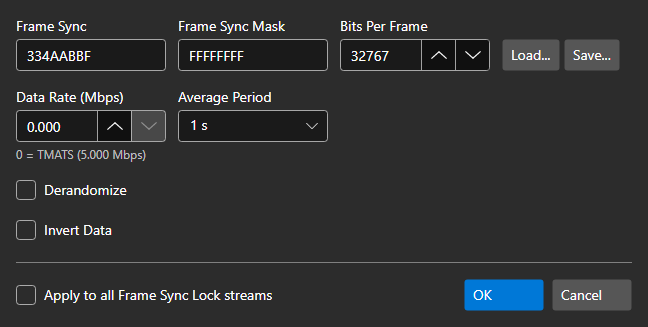 Frame Sync Frame Sync Mask Bits Per Frame
334AABBF FFFFFFFF 32767 Load... Save...
Data Rate (Mbps) Average Period
0.000 1 s
0 = TMATS (5.000 Mbps)
Derandomize
Invert Data
Apply to all Frame Sync Lock streams OK Cancel